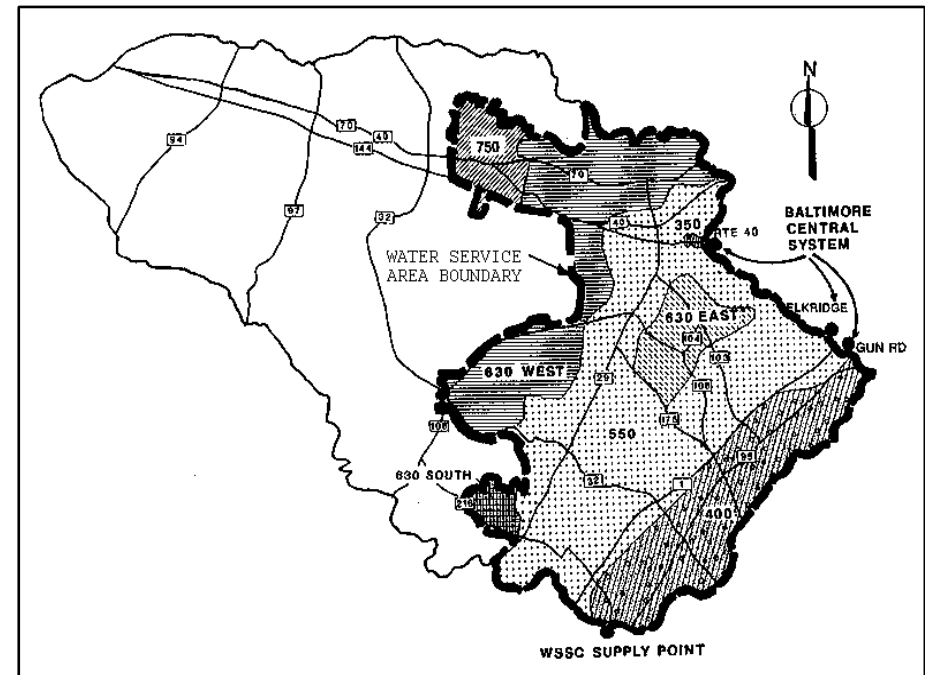 N
94
70
40
144
97
32
750
70
40
350
RTE 40
BALTIMORE
CENTRAL
SYSTEM
WATER SERVICE
AREA BOUNDARY
ELKRIDGE
630 EAST
104
103
GUN RD
630 WEST
29
108
175
108
550
95
630 SOUTH
32
1
216
400
WSSC SUPPLY POINT